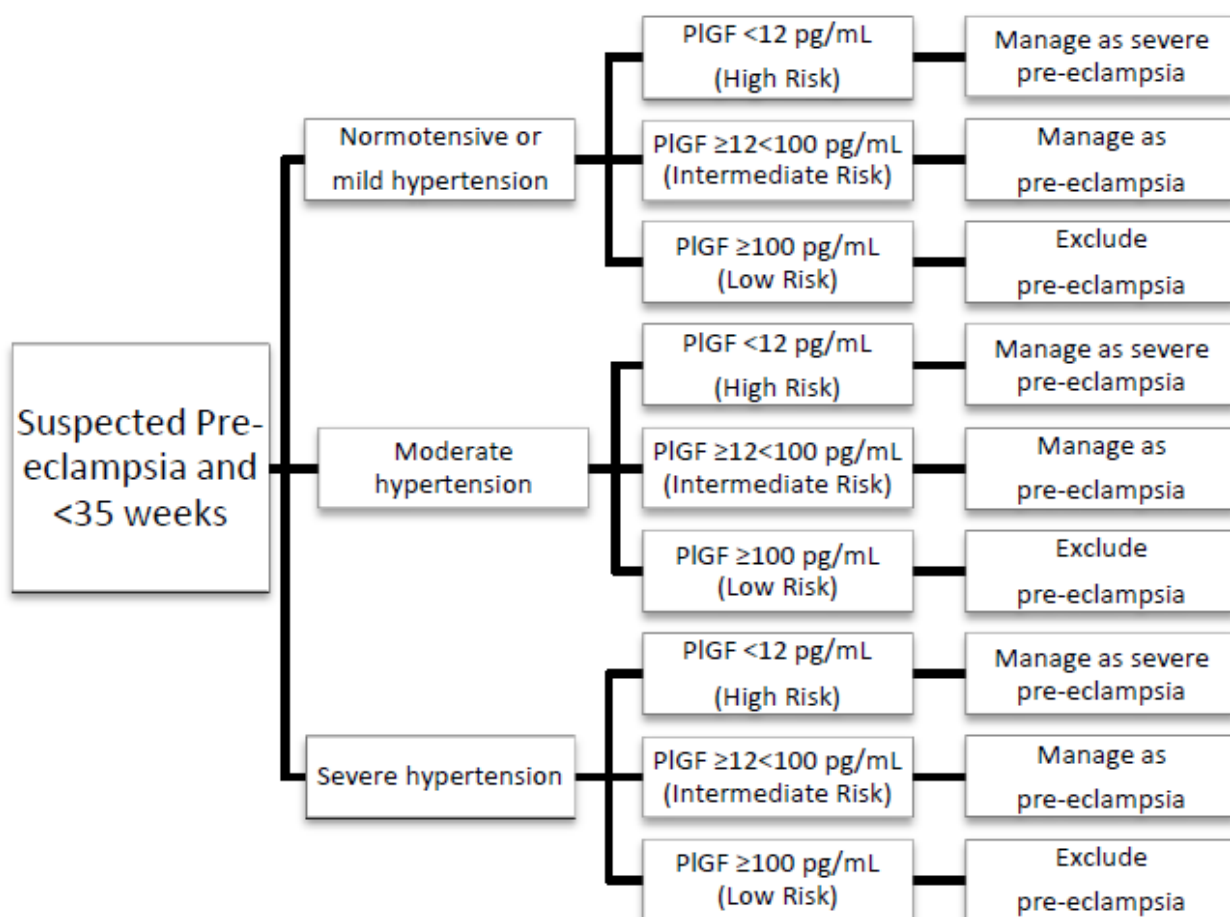 Suspected Pre-
eclampsia and
<35 weeks
Normotensive or
mild hypertension
PlGF <12 pg/mL
(High Risk)
Manage as severe
pre-eclampsia
PlGF ≥12<100 pg/mL
(Intermediate Risk)
Manage as
pre-eclampsia
PlGF ≥100 pg/mL
(Low Risk)
Exclude
pre-eclampsia
Moderate
hypertension
PlGF <12 pg/mL
(High Risk)
Manage as severe
pre-eclampsia
PlGF ≥12<100 pg/mL
(Intermediate Risk)
Manage as
pre-eclampsia
PlGF ≥100 pg/mL
(Low Risk)
Exclude
pre-eclampsia
Severe hypertension
PlGF <12 pg/mL
(High Risk)
Manage as severe
pre-eclampsia
PlGF ≥12<100 pg/mL
(Intermediate Risk)
Manage as
pre-eclampsia
PlGF ≥100 pg/mL
(Low Risk)
Exclude
pre-eclampsia